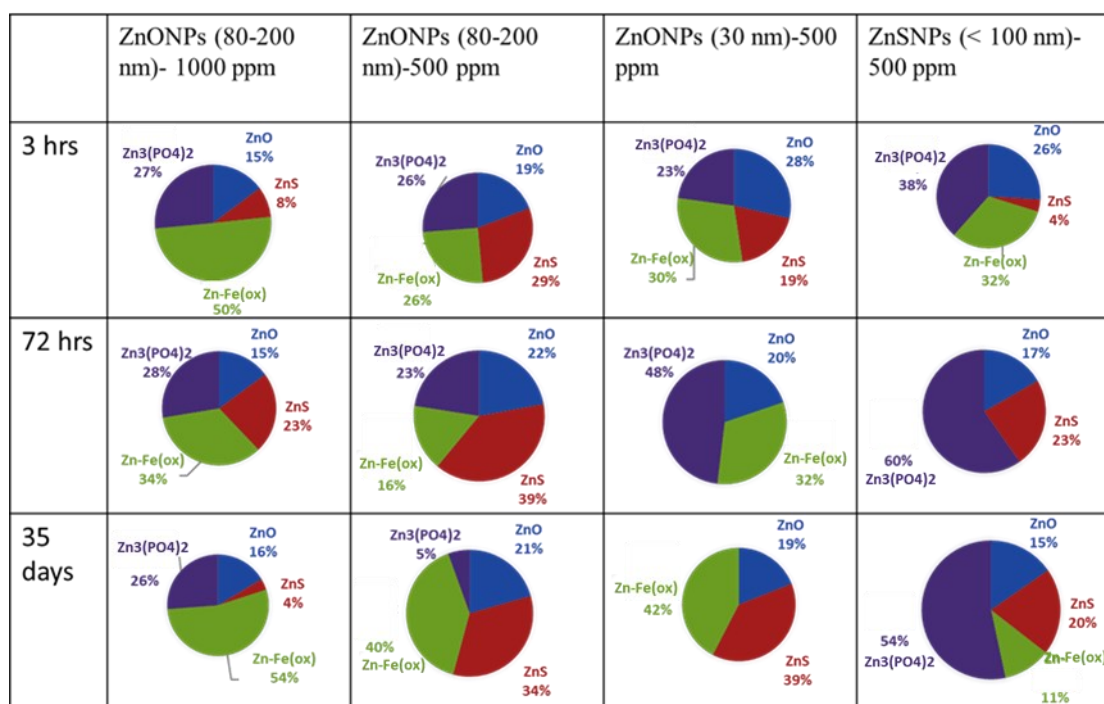 ZnONPs (80-200
nm)- 1000 ppm
ZnONPs (80-200
nm)-500 ppm
ZnONPs (30 nm)-500
ppm
ZnSNPs (< 100 nm)-
500 ppm
3 hrs
ZnO
15%
ZnS
8%
Zn-Fe(ox)
50%
Zn3(PO4)2
27%
ZnO
19%
ZnS
29%
Zn-Fe(ox)
26%
Zn3(PO4)2
26%
ZnO
28%
ZnS
19%
Zn-Fe(ox)
30%
Zn3(PO4)2
23%
ZnO
26%
ZnS
4%
Zn-Fe(ox)
32%
Zn3(PO4)2
38%
72 hrs
ZnO
15%
ZnS
23%
Zn-Fe(ox)
34%
Zn3(PO4)2
28%
ZnO
22%
ZnS
39%
Zn-Fe(ox)
16%
Zn3(PO4)2
23%
ZnO
20%
Zn-Fe(ox)
32%
Zn3(PO4)2
48%
ZnO
17%
ZnS
23%
60%
Zn3(PO4)2
35
days
ZnO
16%
ZnS
4%
Zn-Fe(ox)
54%
Zn3(PO4)2
26%
ZnO
21%
ZnS
34%
40%
Zn-Fe(ox)
Zn3(PO4)2
5%
ZnO
19%
ZnS
39%
Zn-Fe(ox)
42%
ZnO
15%
ZnS
20%
Zn-Fe(ox)
11%
54%
Zn3(PO4)2